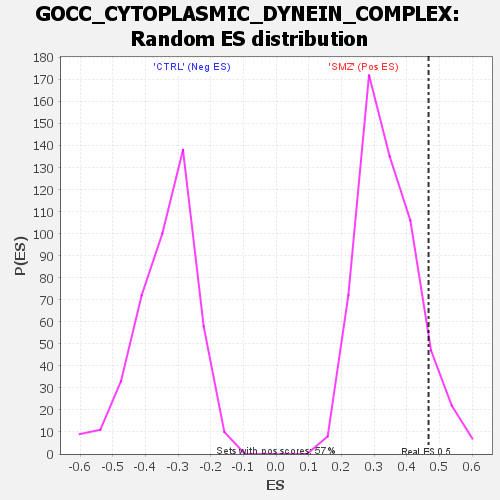 GOCC_CYTOPLASMIC_DYNEIN_COMPLEX:
Random ES distribution
'CTRL' (Neg ES)
'SMZ' (Pos ES)
180
170
160
150
140
130
120
110
100
90
80
70
60
50
40
30
20
10
0
P(ES)
Sets with pos scores: 57%
Real ES 0.5
-0.6 -0.5 -0.4 -0.3 -0.2 -0.1 0.0 0.1 0.2 0.3 0.4 0.5 0.6
ES